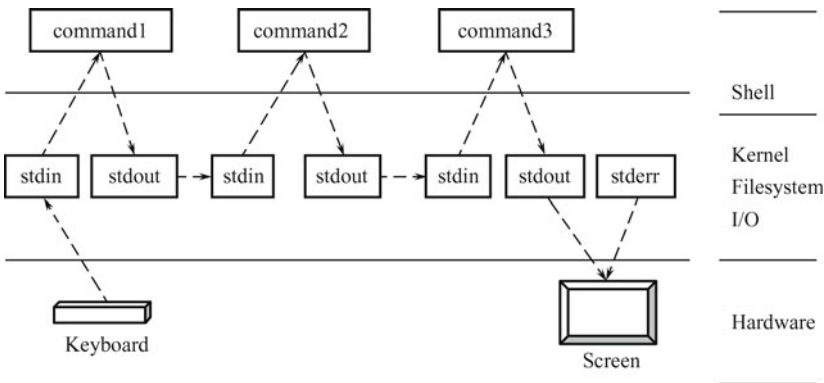 command1
command2
command3
Shell
stdin
stdout
stdin
stdout
stdin
stdout
stderr
Kernel
Filesystem
I/O
Keyboard
Screen
Hardware